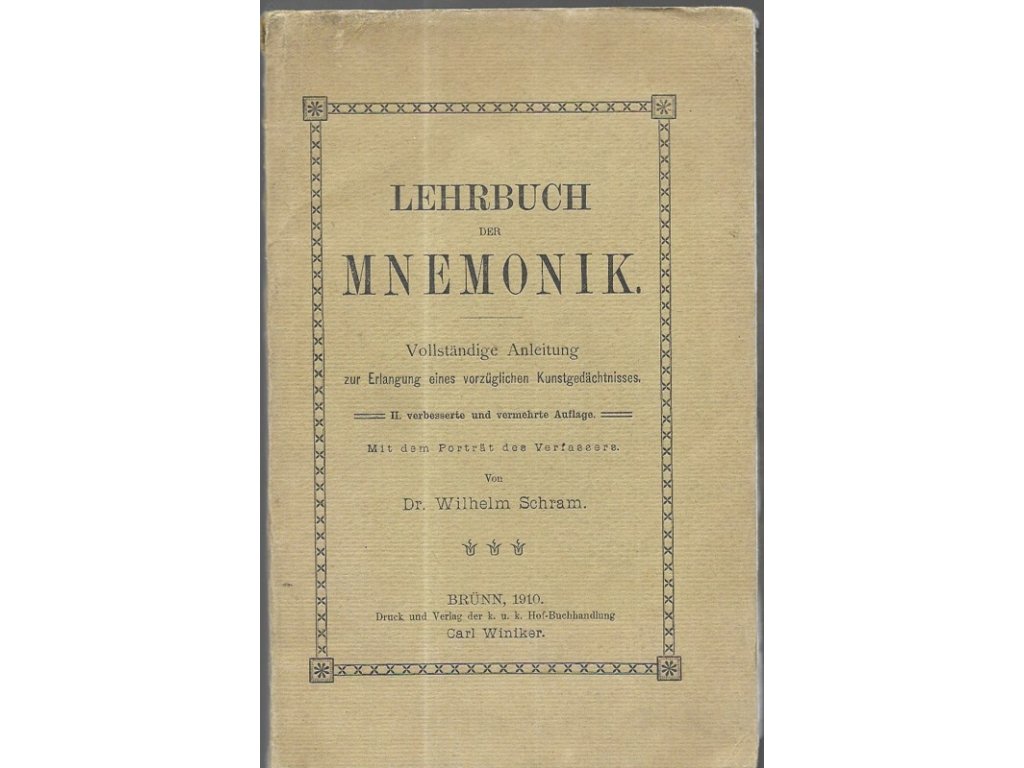 LEHRBUCH
DER
MNEMONIK.
Vollständige Anleitung
zur Erlangung eines vorzüglichen Kunstgedächtnisses.
II. verbesserte und vermehrte Auflage.
Mit dem Porträt des Verfassers.
Von
Dr. Wilhelm Schram.
BRÜNN, 1910.
Druck und Verlag der k. u. k. Hof-Buchhandlung
Carl Winiker.